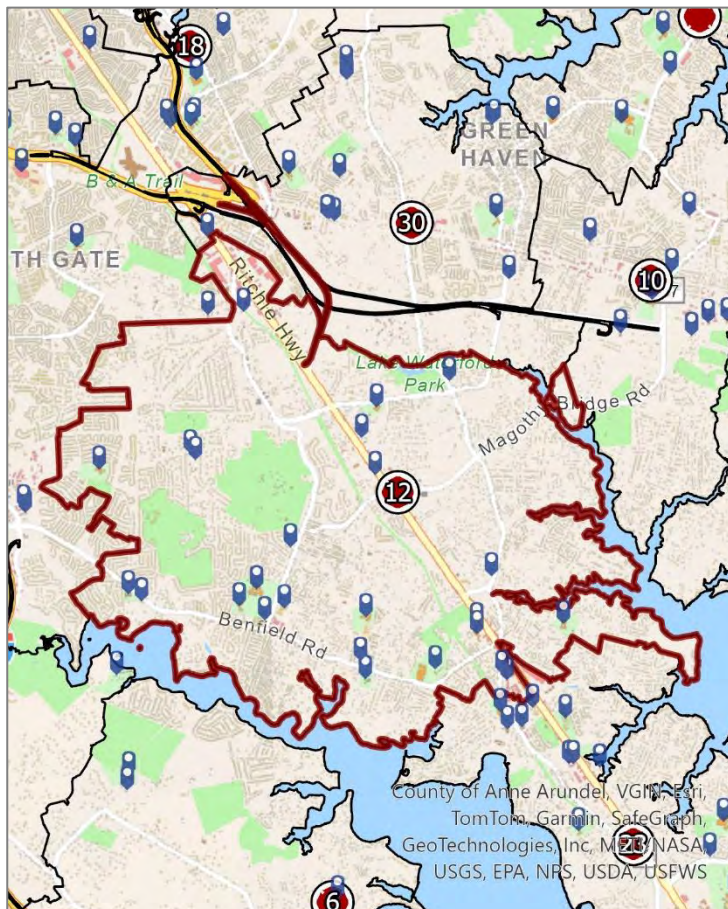 18
GREEN
HAVEN
B & A Trail
30
TH GATE
10
7
Ritchie Hwy
Lake Waterford
Park
Magothy Bridge Rd
12
Benfield Rd
County of Anne Arundel, VGIN, Esri,
TomTom, Garmin, SafeGraph,
GeoTechnologies, Inc, METI/NASA,
USGS, EPA, NPS, USDA, USFWS
23
6